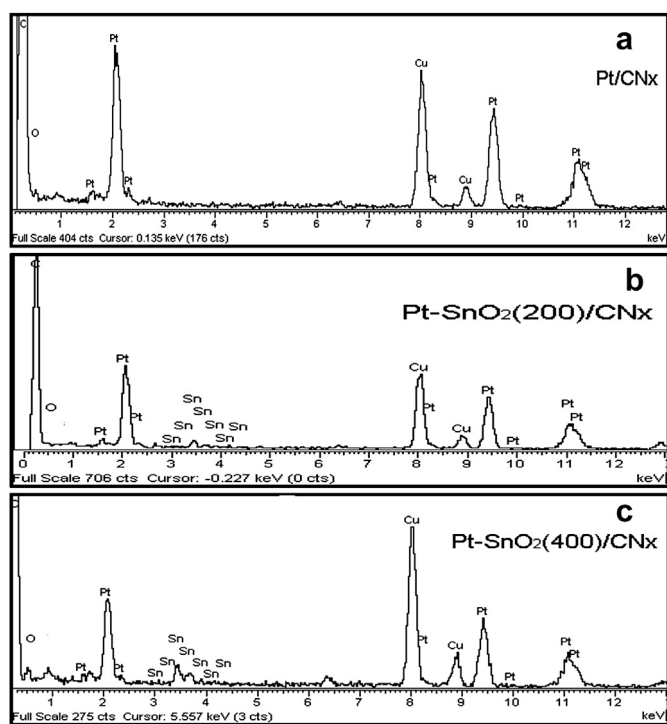 C
a
Pt
Pt/CNx
Cu
Pt
O
Pt
Pt
Pt
Pt
Pt
Cu
Pt
Pt
1 2 3 4 5 6 7 8 9 10 11 12
Full Scale 404 cts Cursor: 0.135 keV (176 cts) keV
C
b
Pt-SnO₂(200)/CNx
Pt
Cu
Sn
Pt
Pt
O
Sn
Pt
Pt
Pt
Pt
Sn
Sn
Cu
Sn
Sn
Pt
0 1 2 3 4 5 6 7 8 9 10 11 12
Full Scale 706 cts Cursor: -0.227 keV (0 cts) keV
c
Cu
Pt-SnO₂(400)/CNx
Pt
Pt
O
Sn
Pt
Pt
Sn
Cu
Pt
Pt
Pt
Sn
Sn
Sn
Sn
Pt
1 2 3 4 5 6 7 8 9 10 11 12
Full Scale 275 cts Cursor: 5.557 keV (3 cts) keV